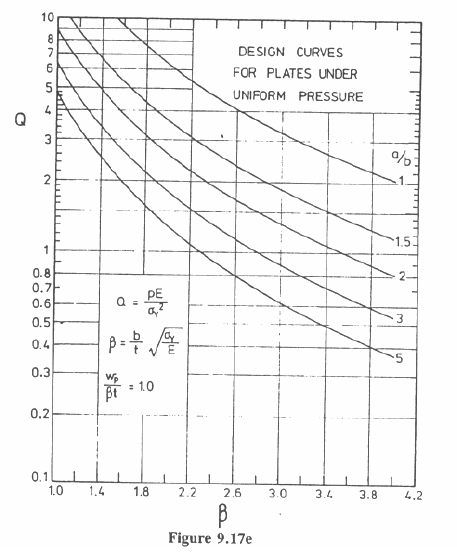 10
8
7
6
5
4
3
2
1
0.8
0.7
0.6
0.5
0.4
0.3
0.2
0.1
Q
DESIGN CURVES
FOR PLATES UNDER
UNIFORM PRESSURE
a/b
1
1.5
2
3
5
Q = pE/σY²
β = b/t √(σY/E)
wp/βt = 1.0
1.0 1.4 1.8 2.2 2.6 3.0 3.4 3.8 4.2
β
Figure 9.17e